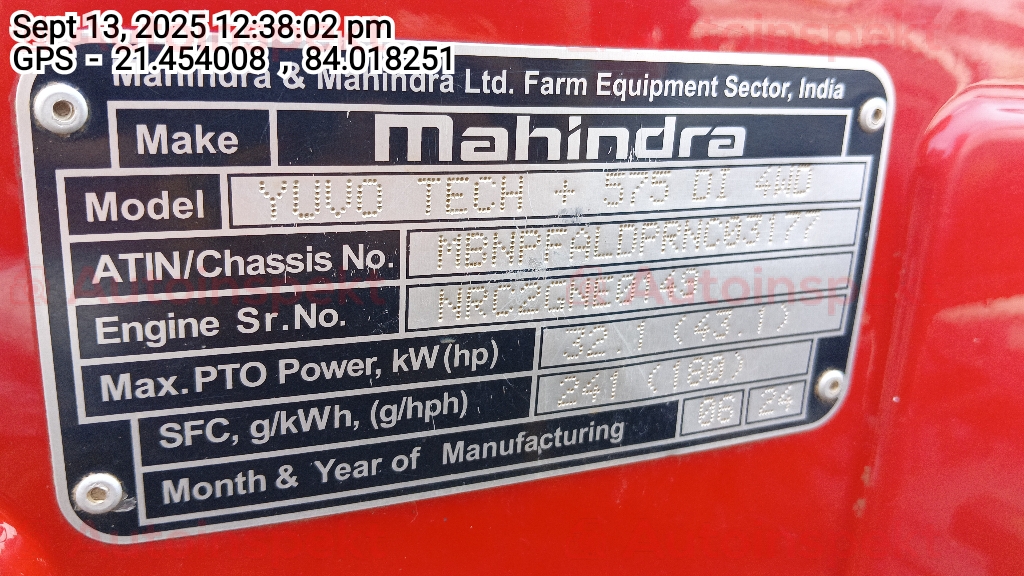 Sept 13, 2025 12:38:02 pm
GPS - 21.454008 , 84.018251
Mahindra & Mahindra Ltd. Farm Equipment Sector, India
Make mahindra
Model YUVO TECH + 575 DI 4WD
ATIN/Chassis No. MBNPFALDPRNC03177
Autoinspekt
Engine Sr.No.
Max.PTO Power, kW(hp) 32.1 (43.1)
SFC, g/kWh, (g/hph) 241 (180)
Month & Year of Manufacturing 06 24